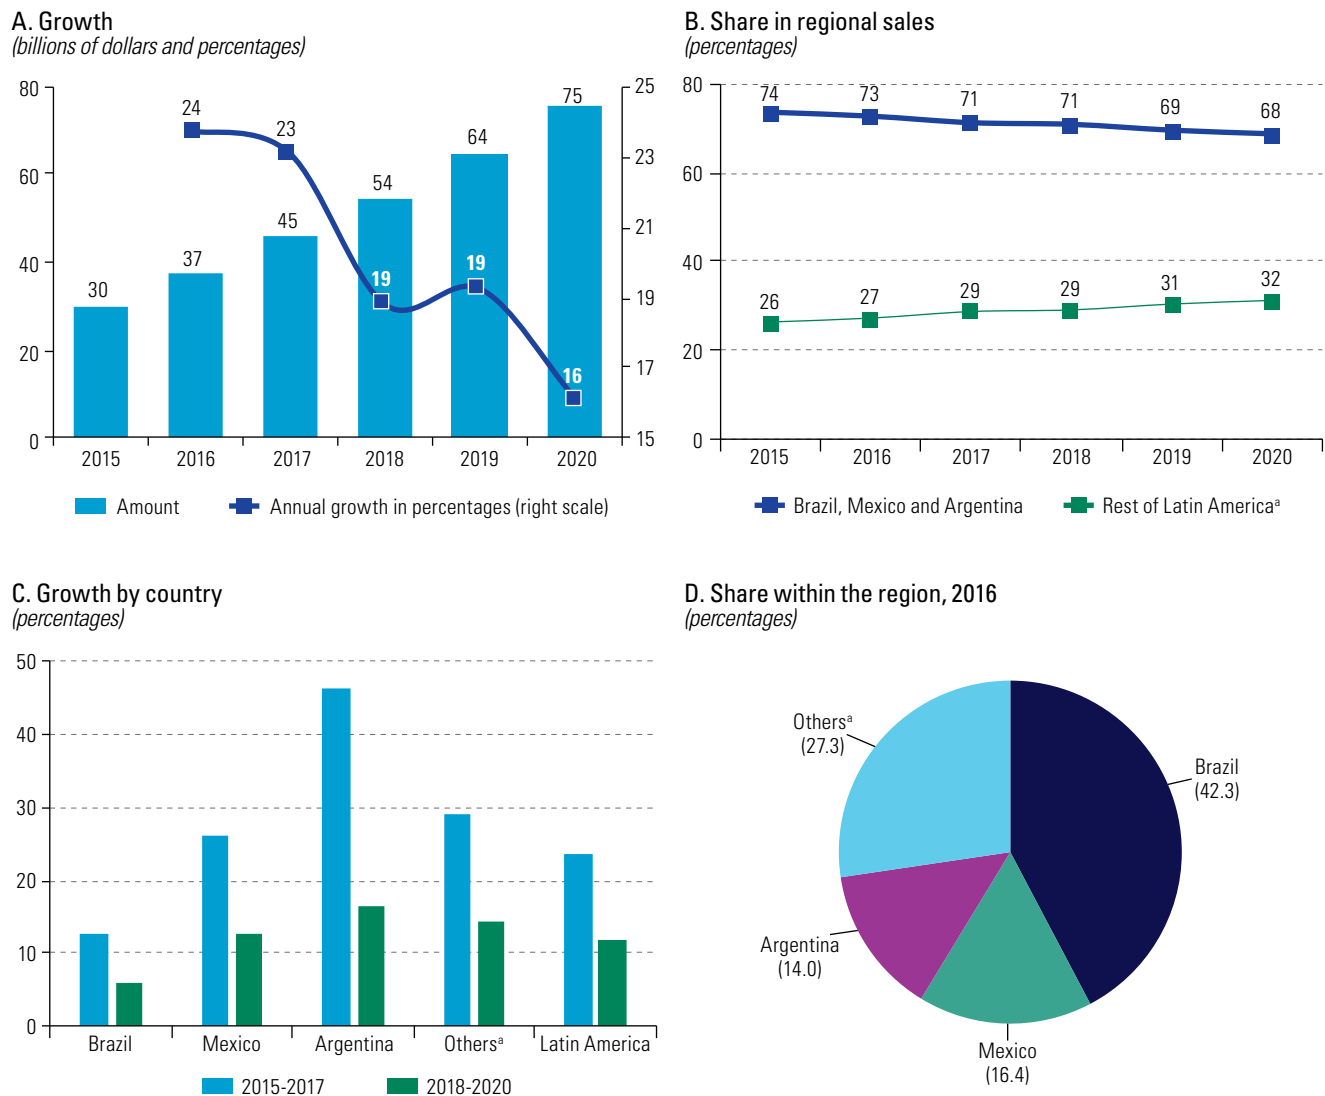 A. Growth
(billions of dollars and percentages)
80
60
40
20
0
25
23
21
19
17
15
24
23
19
19
16
30
37
45
54
64
75
2015 2016 2017 2018 2019 2020
Amount Annual growth in percentages (right scale)
B. Share in regional sales
(percentages)
80
60
40
20
0
74 73 71 71 69 68
26 27 29 29 31 32
2015 2016 2017 2018 2019 2020
Brazil, Mexico and Argentina Rest of Latin Americaª
C. Growth by country
(percentages)
50
40
30
20
10
0
Brazil Mexico Argentina Othersª Latin America
2015-2017 2018-2020
D. Share within the region, 2016
(percentages)
Othersª
(27.3)
Brazil
(42.3)
Argentina
(14.0)
Mexico
(16.4)